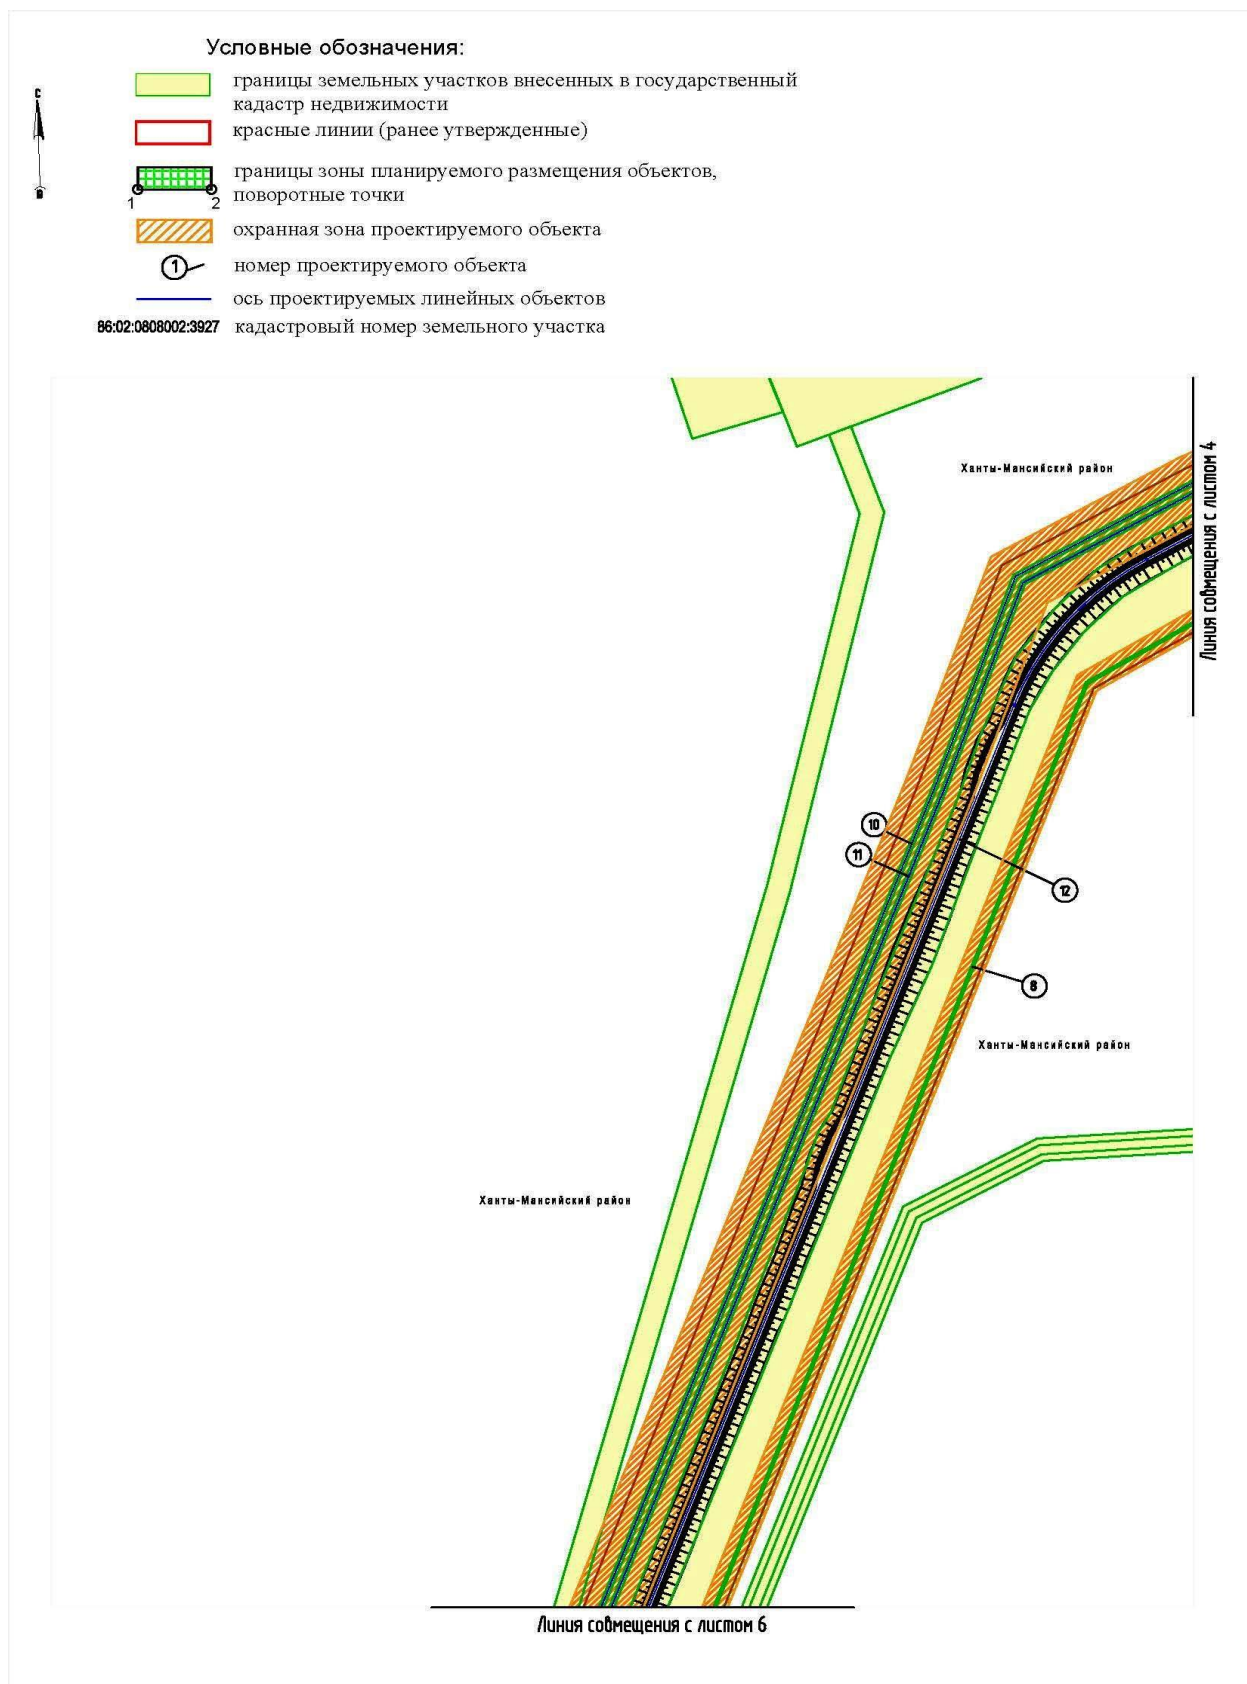 Условные обозначения:
границы земельных участков внесенных в государственный
кадастр недвижимости
С
красные линии (ранее утвержденные)
границы зоны планируемого размещения объектов,
поворотные точки
1 2
охранная зона проектируемого объекта
1 номер проектируемого объекта
ось проектируемых линейных объектов
86:02:0808002:3927 кадастровый номер земельного участка
Ханты-Мансийский район
Линия совмещения с листом 4
10
11
12
8
Ханты-Мансийский район
Ханты-Мансийский район
Линия совмещения с листом 6